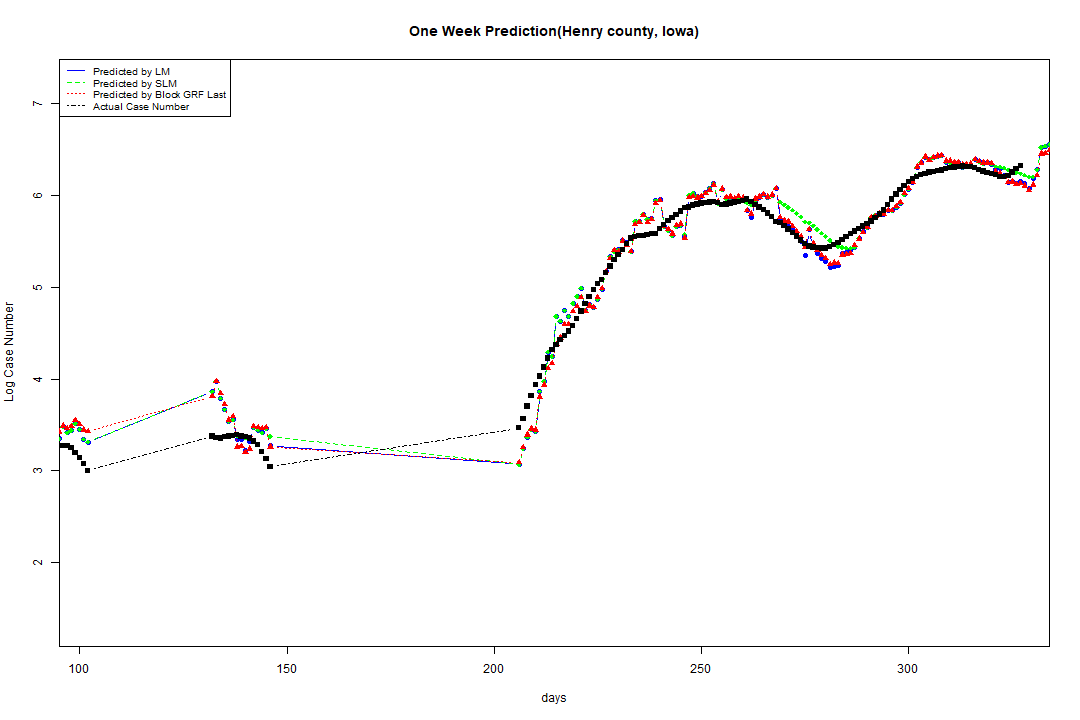 One Week Prediction(Henry county, Iowa)
Predicted by LM
Predicted by SLM
Predicted by Block GRF Last
Actual Case Number
7
6
5
4
3
2
Log Case Number
100 150 200 250 300
days